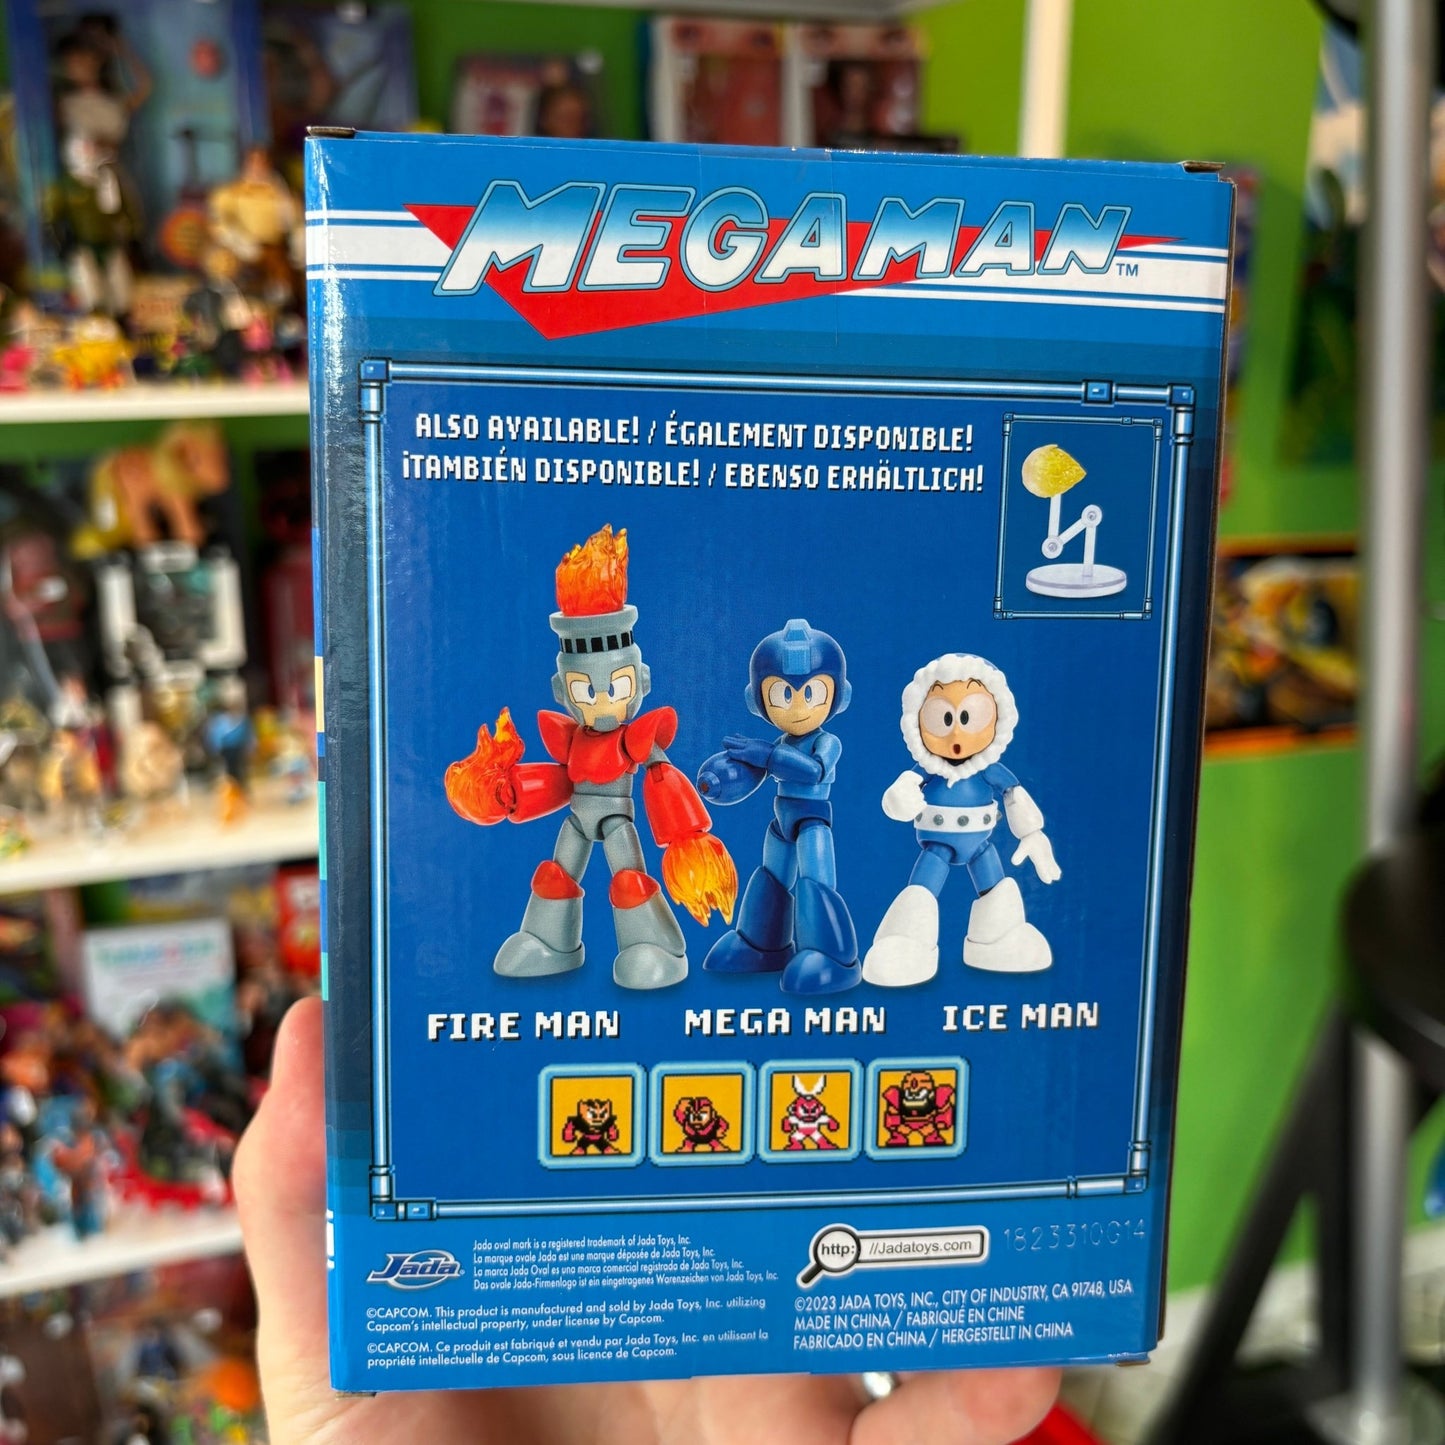 MEGAMAN™
ALSO AVAILABLE! / ÉGALEMENT DISPONIBLE!
¡TAMBIÉN DISPONIBLE! / EBENSO ERHÄLTLICH!
FIRE MAN
MEGA MAN
ICE MAN
Jada®
Jada oval mark is a registered trademark of Jada Toys, Inc.
La marque ovale Jada est une marque déposée de Jada Toys, Inc.
La marca Jada Oval es una marca comercial registrada de Jada Toys, Inc.
Das ovale Jada-Firmenlogo ist ein eingetragenes Warenzeichen von Jada Toys, Inc.
©CAPCOM. This product is manufactured and sold by Jada Toys, Inc. utilizing
Capcom's intellectual property, under license by Capcom.
©CAPCOM. Ce produit est fabriqué et vendu par Jada Toys, Inc. en utilisant la
propriété intellectuelle de Capcom, sous licence de Capcom.
http: //Jadatoys.com
1823310G14
©2023 JADA TOYS, INC., CITY OF INDUSTRY, CA 91748, USA
MADE IN CHINA / FABRIQUÉ EN CHINE
FABRICADO EN CHINA / HERGESTELLT IN CHINA